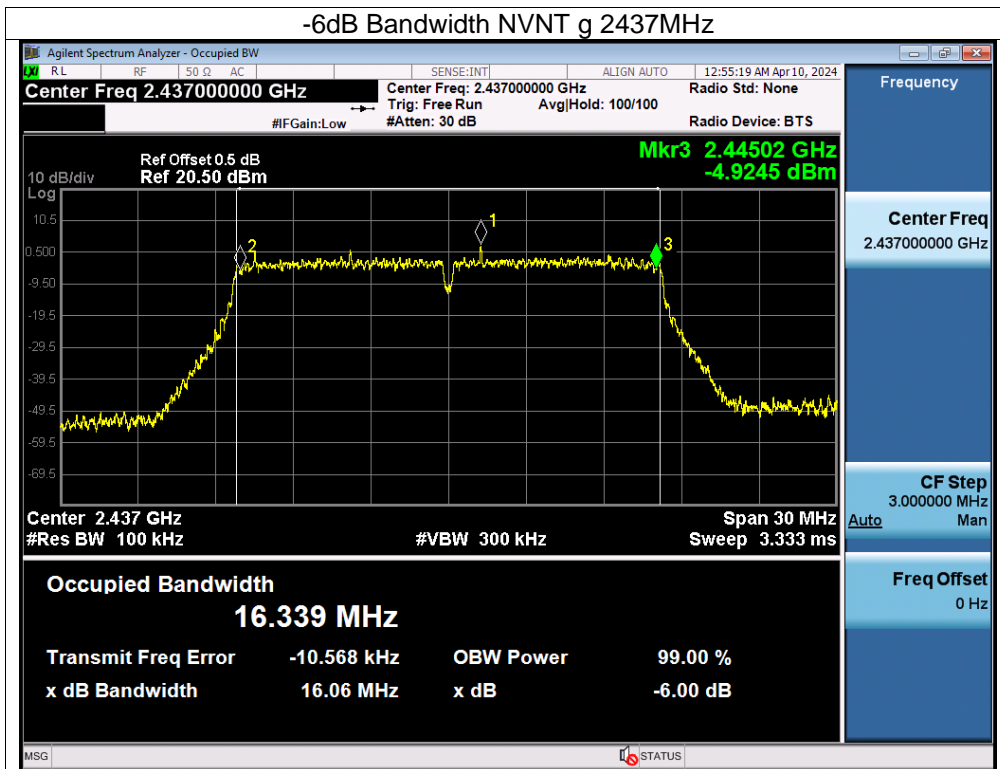 -6dB Bandwidth NVNT g 2437MHz
Agilent Spectrum Analyzer - Occupied BW
LXI RL RF 50 Ω AC SENSE:INT ALIGN AUTO 12:55:19 AM Apr 10, 2024
Center Freq 2.437000000 GHz
Center Freq: 2.437000000 GHz Radio Std: None
Trig: Free Run Avg|Hold: 100/100
#IFGain:Low #Atten: 30 dB Radio Device: BTS
Frequency
Mkr3 2.44502 GHz
-4.9245 dBm
Ref Offset 0.5 dB
10 dB/div Ref 20.50 dBm
Log
10.5
0.500
-9.50
-19.5
-29.5
-39.5
-49.5
-59.5
-69.5
1
2
3
Center 2.437 GHz Span 30 MHz
#Res BW 100 kHz #VBW 300 kHz Sweep 3.333 ms
Occupied Bandwidth
16.339 MHz
Transmit Freq Error -10.568 kHz OBW Power 99.00 %
x dB Bandwidth 16.06 MHz x dB -6.00 dB
Center Freq
2.437000000 GHz
CF Step
3.000000 MHz
Auto Man
Freq Offset
0 Hz
MSG STATUS